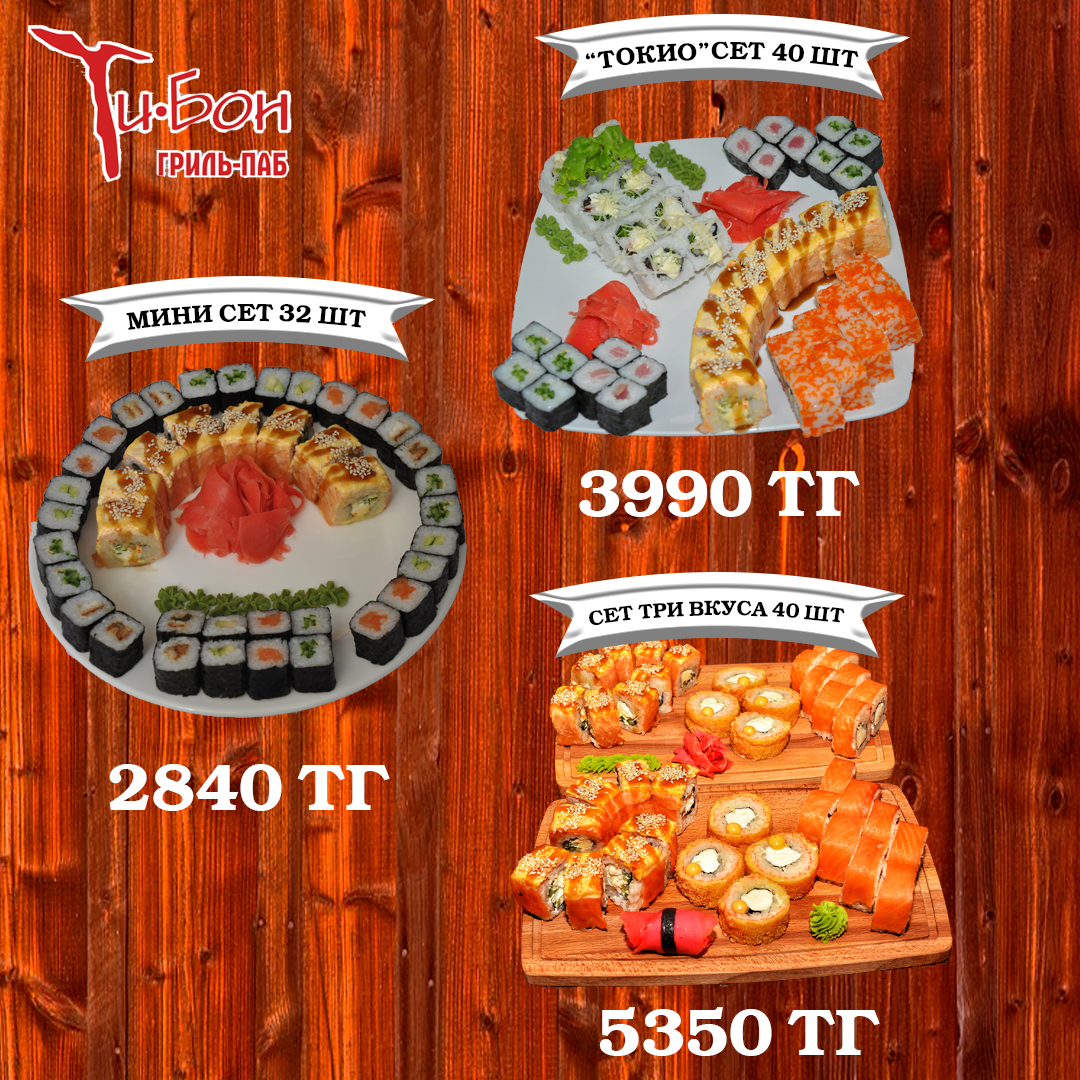 Ти·Бон
ГРИЛЬ-ПАБ
“ТОКИО”СЕТ 40 ШТ
3990 ТГ
МИНИ СЕТ 32 ШТ
2840 ТГ
СЕТ ТРИ ВКУСА 40 ШТ
5350 ТГ